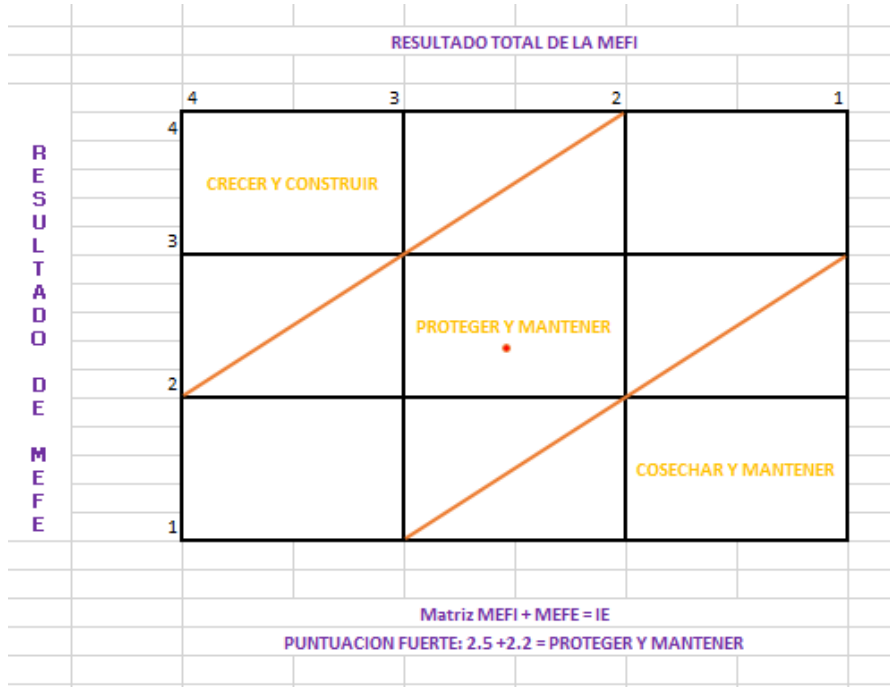 RESULTADO TOTAL DE LA MEFI
4 3 2 1
4
CRECER Y CONSTRUIR
3
PROTEGER Y MANTENER
2
COSECHAR Y MANTENER
1
RESULTADO DE MEFE
Matriz MEFI + MEFE = IE
PUNTUACION FUERTE: 2.5 +2.2 = PROTEGER Y MANTENER